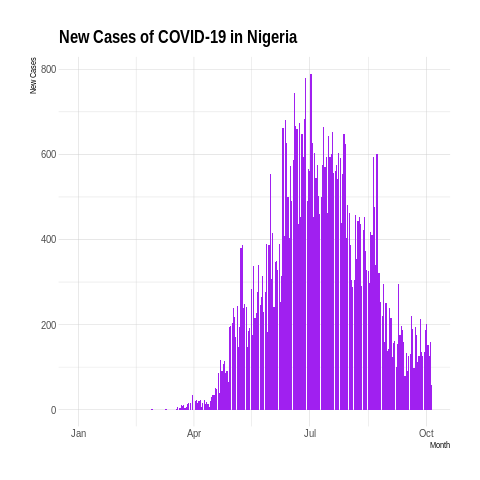 New Cases of COVID-19 in Nigeria
New Cases
800
600
400
200
0
Jan Apr Jul Oct
Month